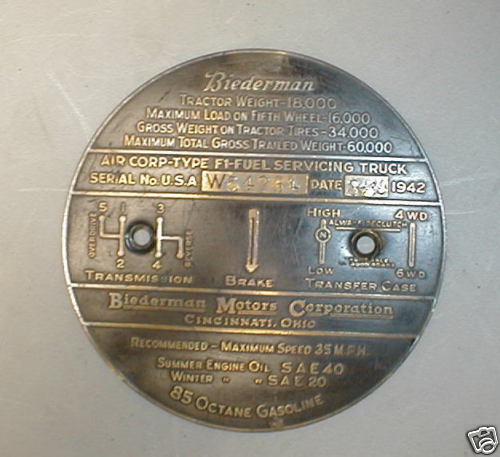 Biederman
TRACTOR WEIGHT-18,000
MAXIMUM LOAD ON FIFTH WHEEL-16,000
GROSS WEIGHT ON TRACTOR TIRES-34,000
MAXIMUM TOTAL GROSS TRAILED WEIGHT-60,000
AIR CORP-TYPE F1-FUEL SERVICING TRUCK
SERIAL NO. U.S.A DATE 1942
5 1 3
OVERDRIVE
REVERSE
2 4
TRANSMISSION
BRAKE
HIGH 4 WD
ALWAYS DECLUTCH
N
LOW 6 WD
TRANSFER CASE
BIEDERMAN MOTORS CORPORATION
CINCINNATI, OHIO
RECOMMENDED-MAXIMUM SPEED 35 M.P.H.
SUMMER ENGINE OIL SAE 40
WINTER " " SAE 20
85 OCTANE GASOLINE
ebY